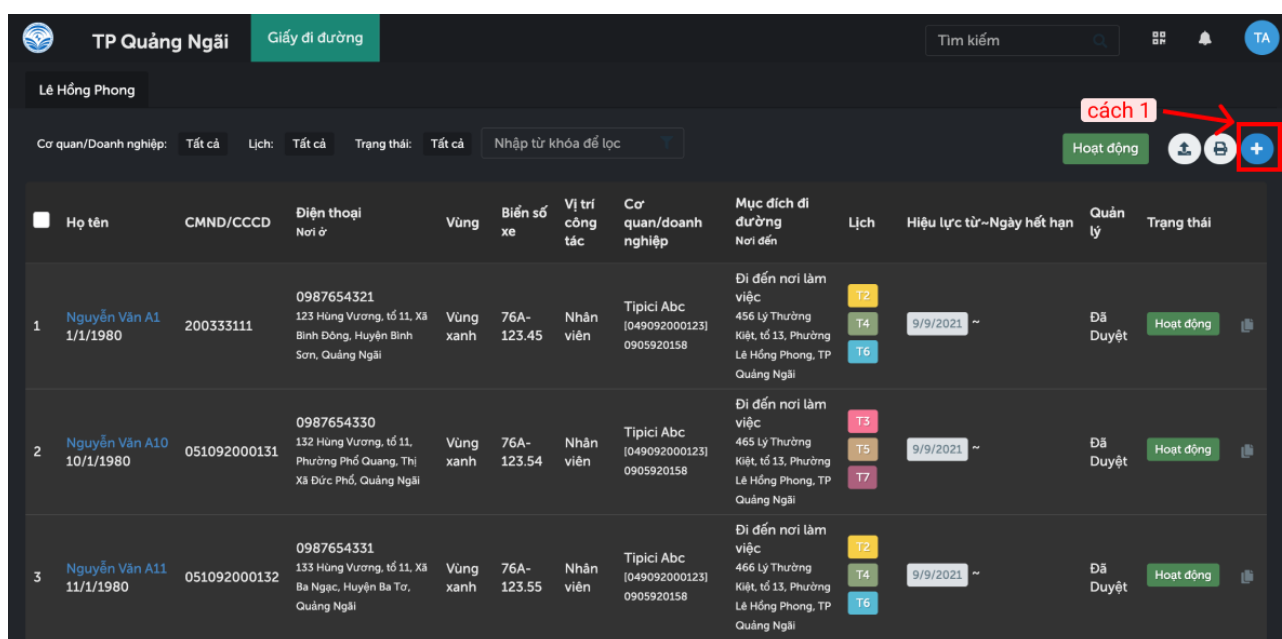 TP Quảng Ngãi
Giấy đi đường
Tìm kiếm
TA
Lê Hồng Phong
cách 1
Cơ quan/Doanh nghiệp: Tất cả Lịch: Tất cả Trạng thái: Tất cả Nhập từ khóa để lọc
Hoạt động
Họ tên
CMND/CCCD
Điện thoại
Nơi ở
Vùng
Biển số
xe
Vị trí
công
tác
Cơ
quan/doanh
nghiệp
Mục đích đi
đường
Nơi đến
Lịch
Hiệu lực từ~Ngày hết hạn
Quản
lý
Trạng thái
1
Nguyễn Văn A1
1/1/1980
200333111
0987654321
123 Hùng Vương, tổ 11, Xã
Bình Đông, Huyện Bình
Sơn, Quảng Ngãi
Vùng
xanh
76A-
123.45
Nhân
viên
Tipici Abc
[049092000123]
0905920158
Đi đến nơi làm
việc
456 Lý Thường
Kiệt, tổ 13, Phường
Lê Hồng Phong, TP
Quảng Ngãi
T2
T4
T6
9/9/2021 ~
Đã
Duyệt
Hoạt động
2
Nguyễn Văn A10
10/1/1980
051092000131
0987654330
132 Hùng Vương, tổ 11,
Phường Phổ Quang, Thị
Xã Đức Phổ, Quảng Ngãi
Vùng
xanh
76A-
123.54
Nhân
viên
Tipici Abc
[049092000123]
0905920158
Đi đến nơi làm
việc
465 Lý Thường
Kiệt, tổ 13, Phường
Lê Hồng Phong, TP
Quảng Ngãi
T3
T5
T7
9/9/2021 ~
Đã
Duyệt
Hoạt động
3
Nguyễn Văn A11
11/1/1980
051092000132
0987654331
133 Hùng Vương, tổ 11, Xã
Ba Ngạc, Huyện Ba Tơ,
Quảng Ngãi
Vùng
xanh
76A-
123.55
Nhân
viên
Tipici Abc
[049092000123]
0905920158
Đi đến nơi làm
việc
466 Lý Thường
Kiệt, tổ 13, Phường
Lê Hồng Phong, TP
Quảng Ngãi
T2
T4
T6
9/9/2021 ~
Đã
Duyệt
Hoạt động